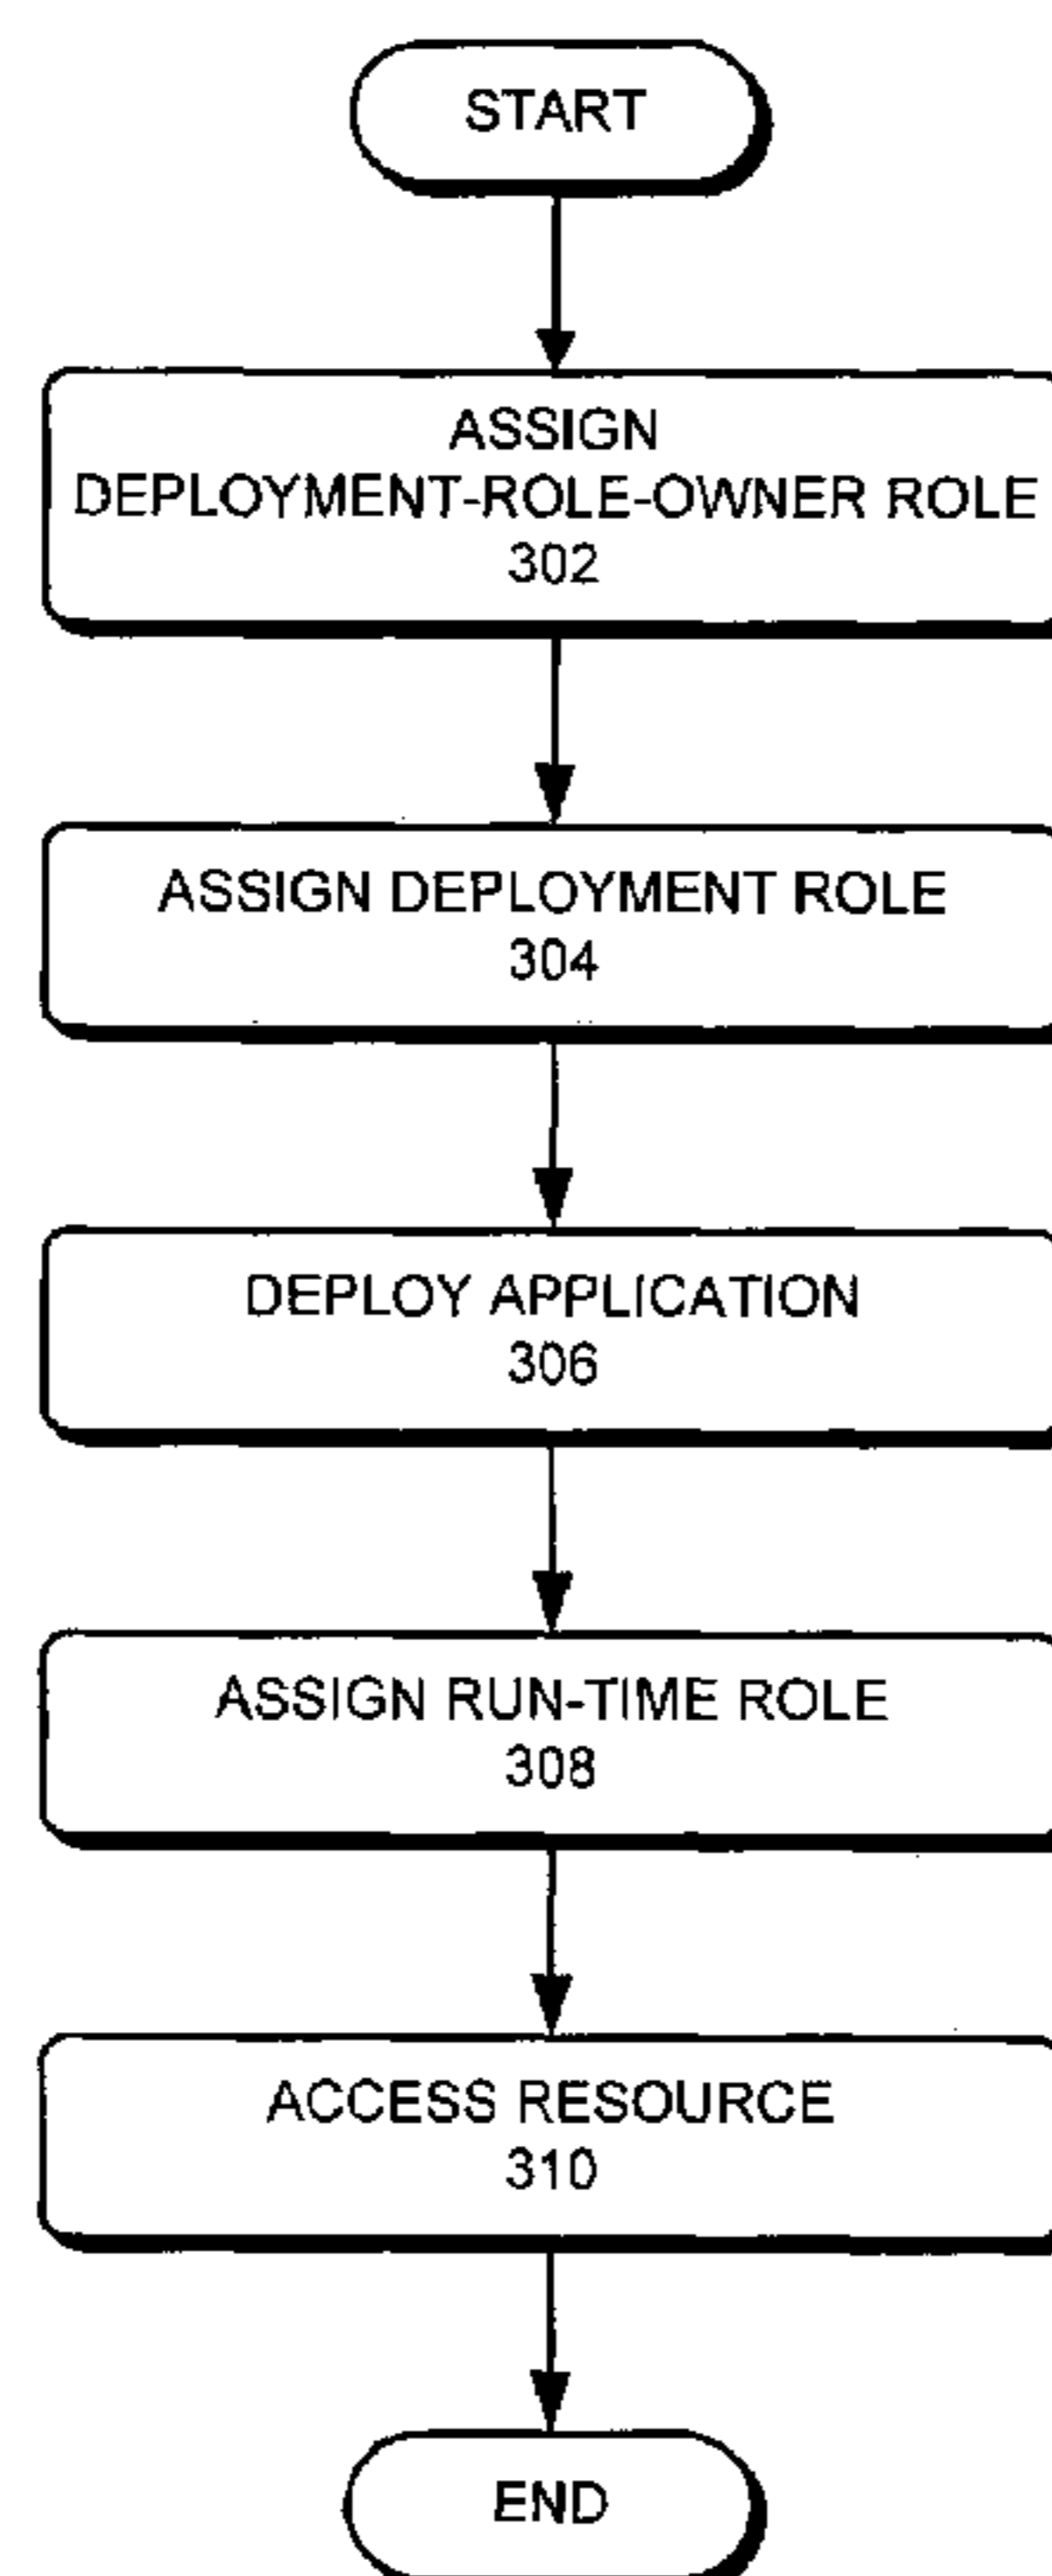 START
ASSIGN
DEPLOYMENT-ROLE-OWNER ROLE
302
ASSIGN DEPLOYMENT ROLE
304
DEPLOY APPLICATION
306
ASSIGN RUN-TIME ROLE
308
ACCESS RESOURCE
310
END